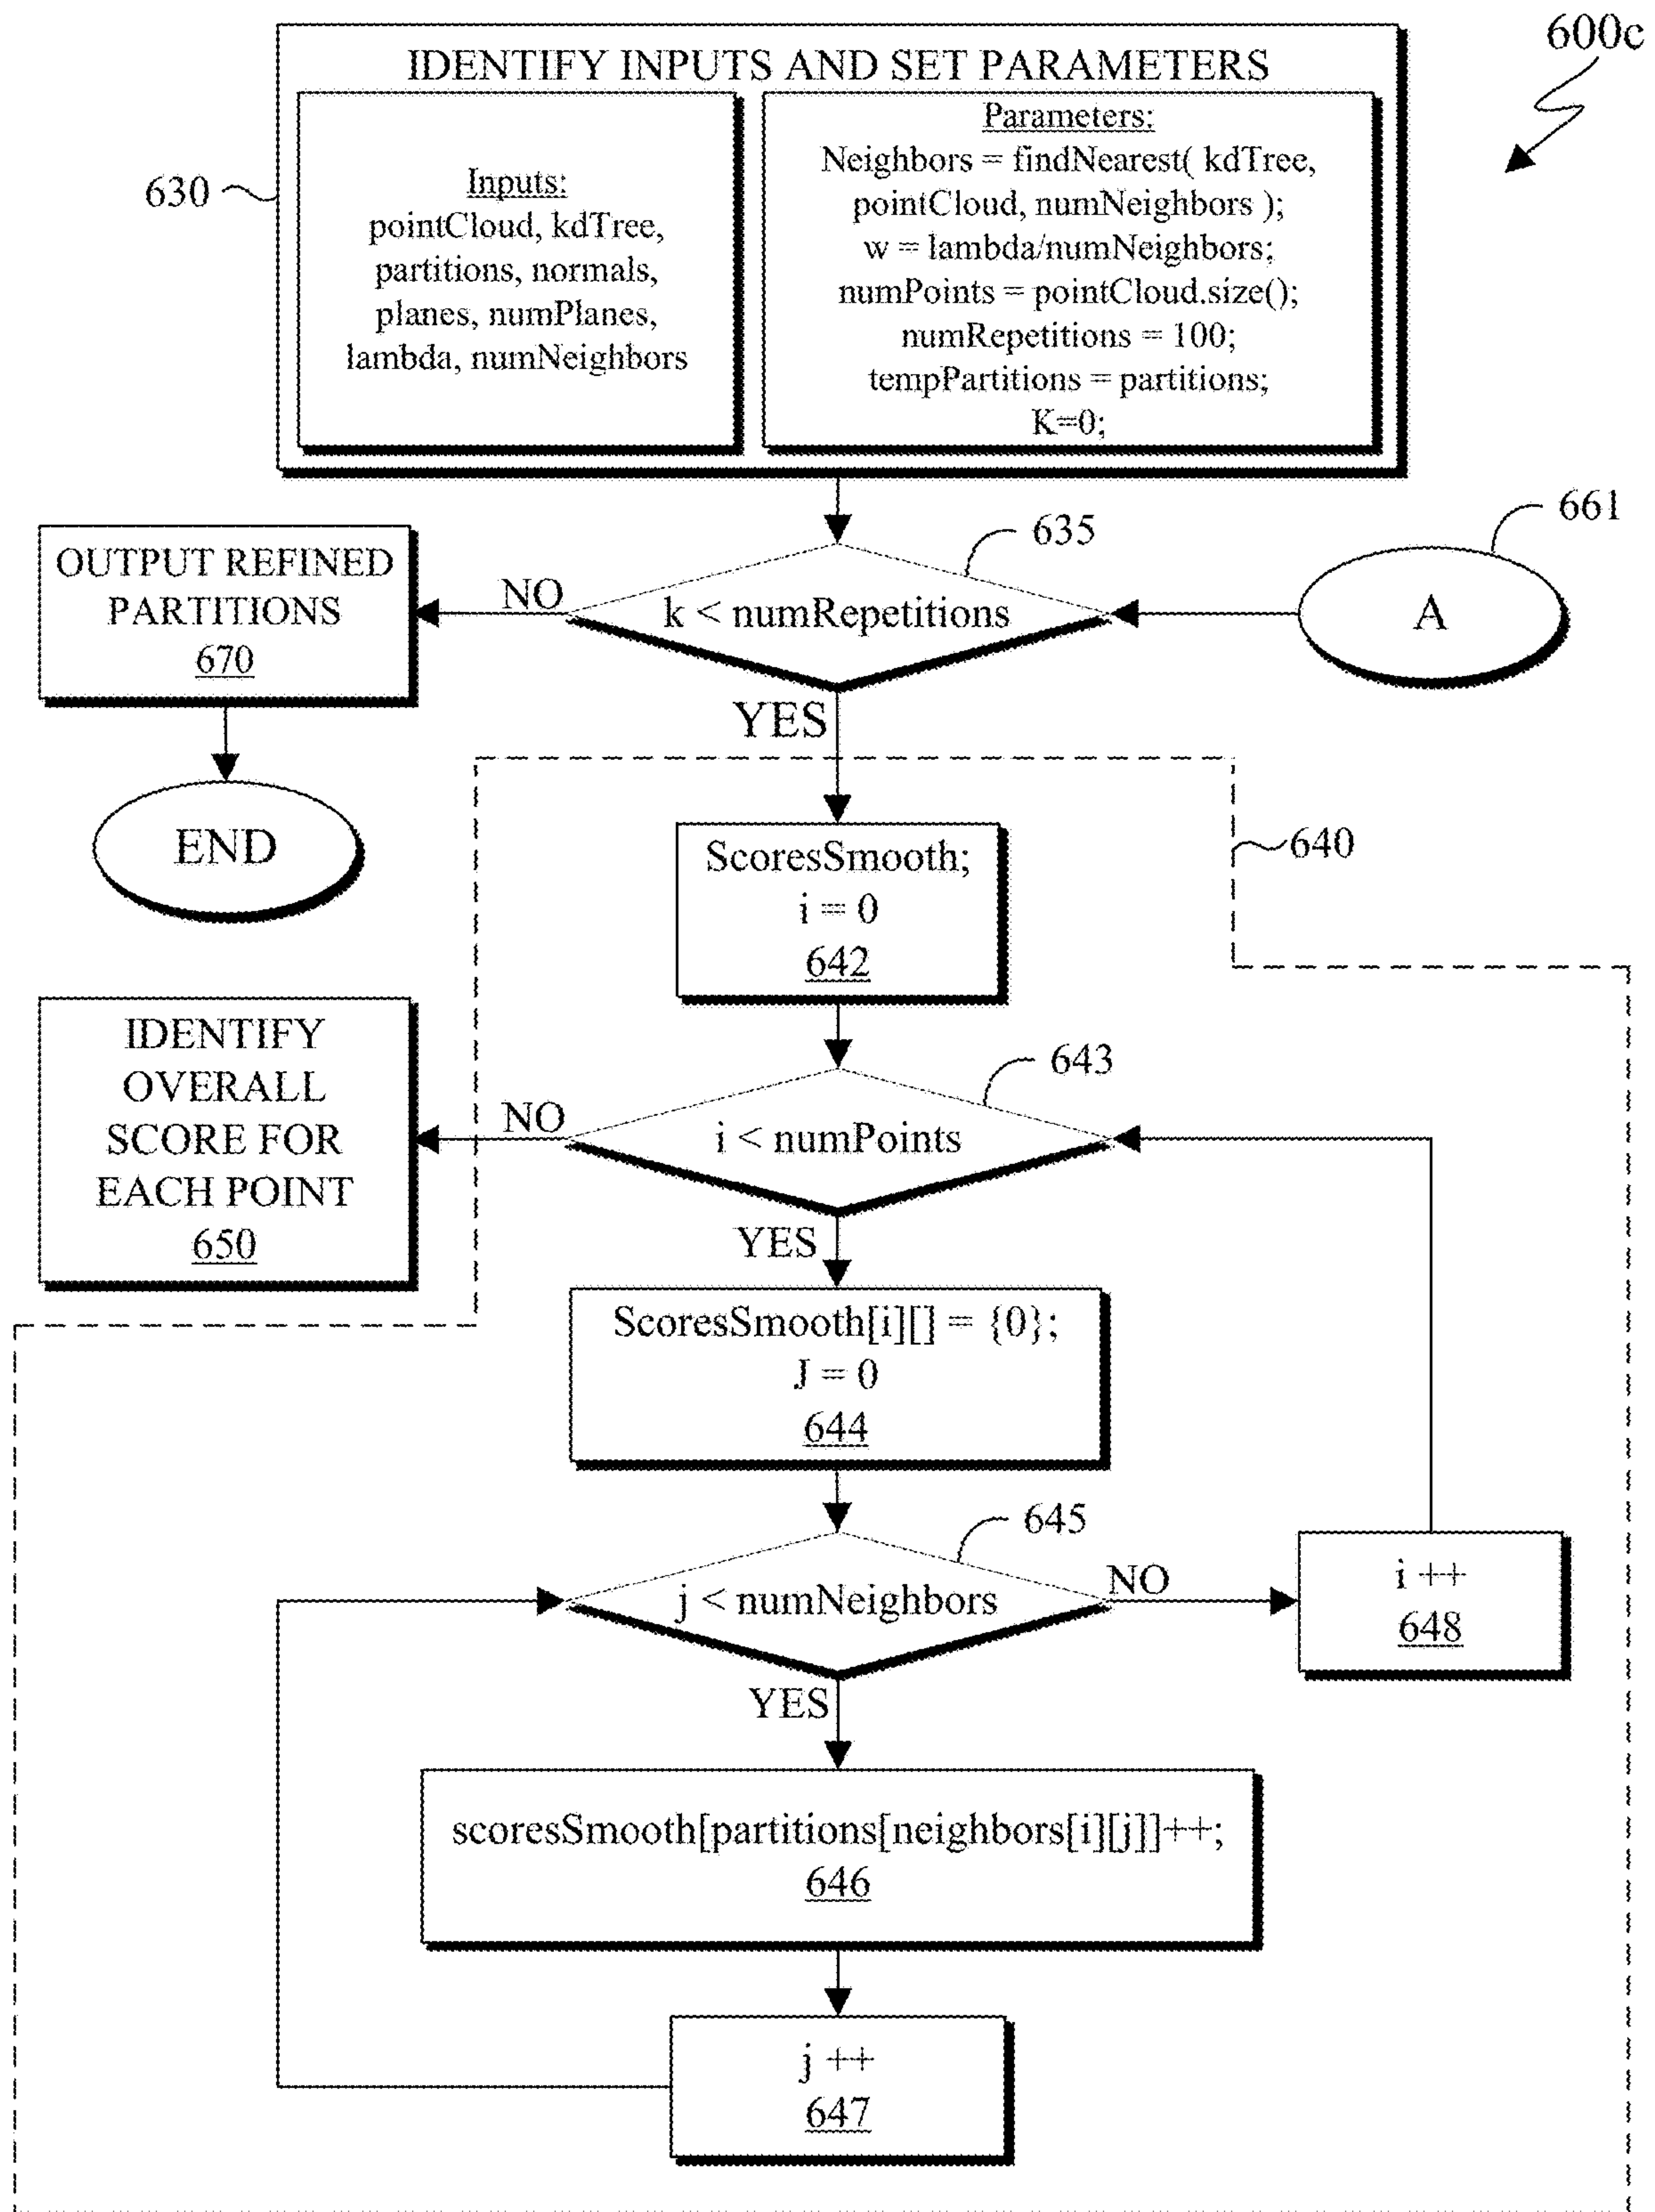 600c
IDENTIFY INPUTS AND SET PARAMETERS
630
Inputs:
pointCloud, kdTree,
partitions, normals,
planes, numPlanes,
lambda, numNeighbors
Parameters:
Neighbors = findNearest( kdTree,
pointCloud, numNeighbors );
w = lambda/numNeighbors;
numPoints = pointCloud.size();
numRepetitions = 100;
tempPartitions = partitions;
K=0;
635
661
OUTPUT REFINED
PARTITIONS
670
NO
k < numRepetitions
A
YES
END
640
ScoresSmooth;
i = 0
642
IDENTIFY
OVERALL
SCORE FOR
EACH POINT
650
643
NO
i < numPoints
YES
ScoresSmooth[i][] = {0};
J = 0
644
645
j < numNeighbors
NO
i ++
648
YES
scoresSmooth[partitions[neighbors[i][j]]++;
646
j ++
647